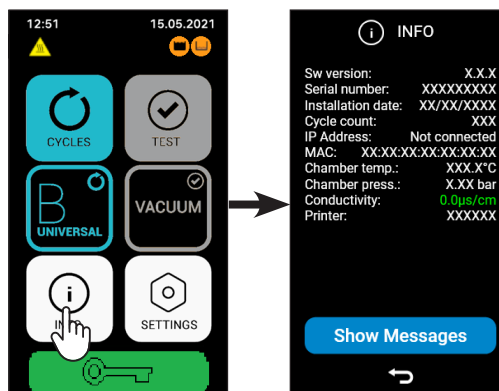 12:51 15.05.2021
CYCLES TEST
B
UNIVERSAL VACUUM
i
INFO SETTINGS
i INFO
Sw version: X.X.X
Serial number: XXXXXXXXX
Installation date: XX/XX/XXXX
Cycle count: XXX
IP Address: Not connected
MAC: XX:XX:XX:XX:XX:XX:XX
Chamber temp.: XXX.X°C
Chamber press.: X.XX bar
Conductivity: 0.0µs/cm
Printer: XXXXXX
Show Messages